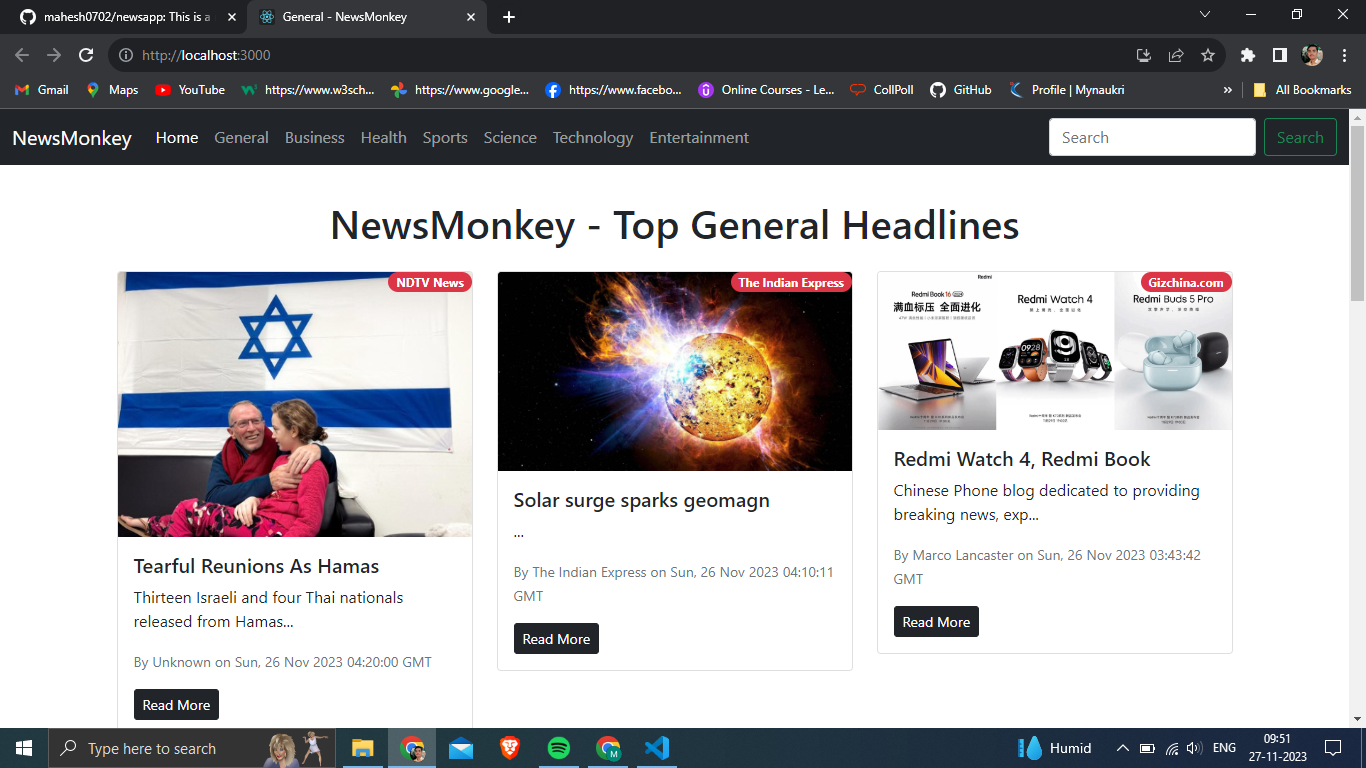 mahesh0702/newsapp: This is a
General - NewsMonkey
http://localhost:3000
Gmail
Maps
YouTube
https://www.w3sch...
https://www.google...
https://www.facebo...
Online Courses - Le...
CollPoll
GitHub
Profile | Mynaukri
»
All Bookmarks
NewsMonkey
Home
General
Business
Health
Sports
Science
Technology
Entertainment
Search
Search
NewsMonkey - Top General Headlines
NDTV News
Tearful Reunions As Hamas
Thirteen Israeli and four Thai nationals
released from Hamas...
By Unknown on Sun, 26 Nov 2023 04:20:00 GMT
Read More
The Indian Express
Solar surge sparks geomagn
...
By The Indian Express on Sun, 26 Nov 2023 04:10:11
GMT
Read More
Gizchina.com
Redmi
Redmi Book 16
满血标压 全面进化
Redmi Watch 4
Redmi Buds 5 Pro
Redmi Watch 4, Redmi Book
Chinese Phone blog dedicated to providing
breaking news, exp...
By Marco Lancaster on Sun, 26 Nov 2023 03:43:42
GMT
Read More
Type here to search
Humid
ENG
09:51
27-11-2023